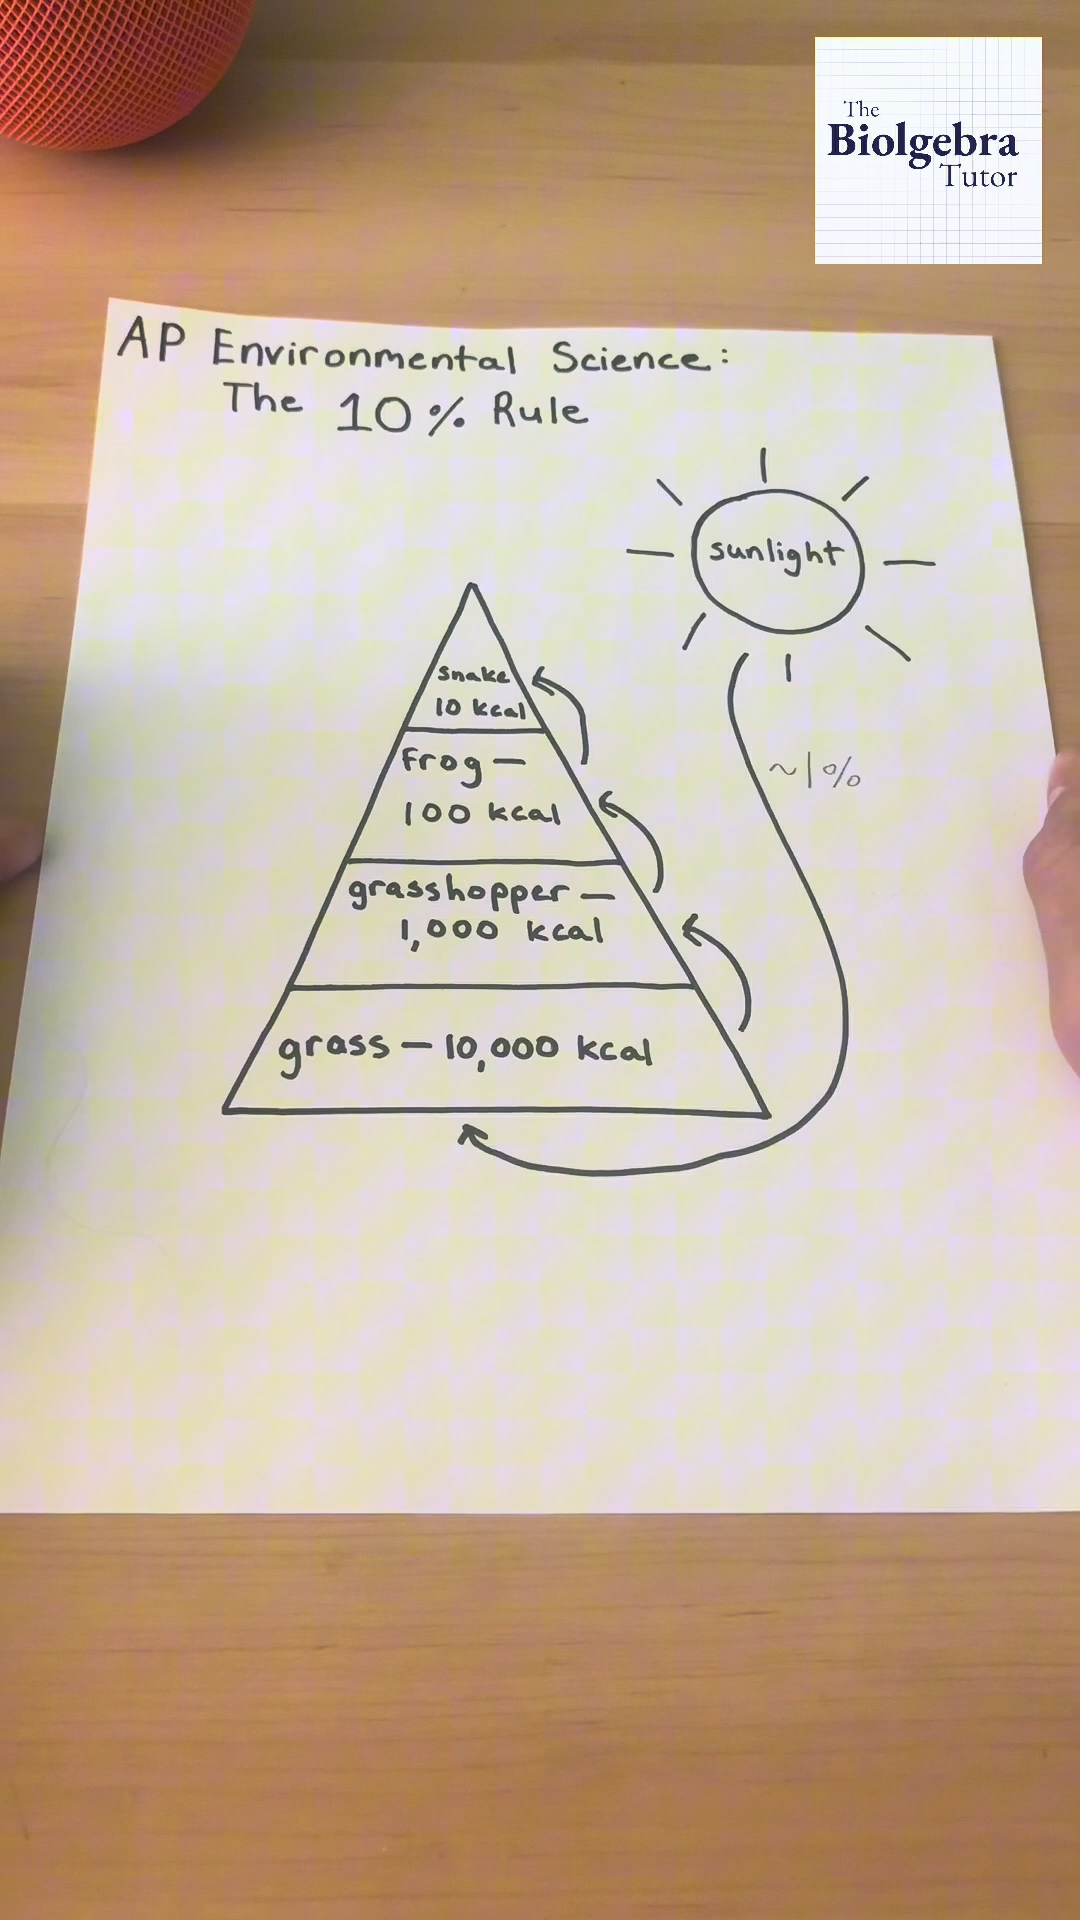 The
Biolgebra
Tutor
AP Environmental Science:
The 10% Rule
sunlight
snake
10 kcal
~1%
Frog —
100 kcal
grasshopper —
1,000 kcal
grass — 10,000 kcal